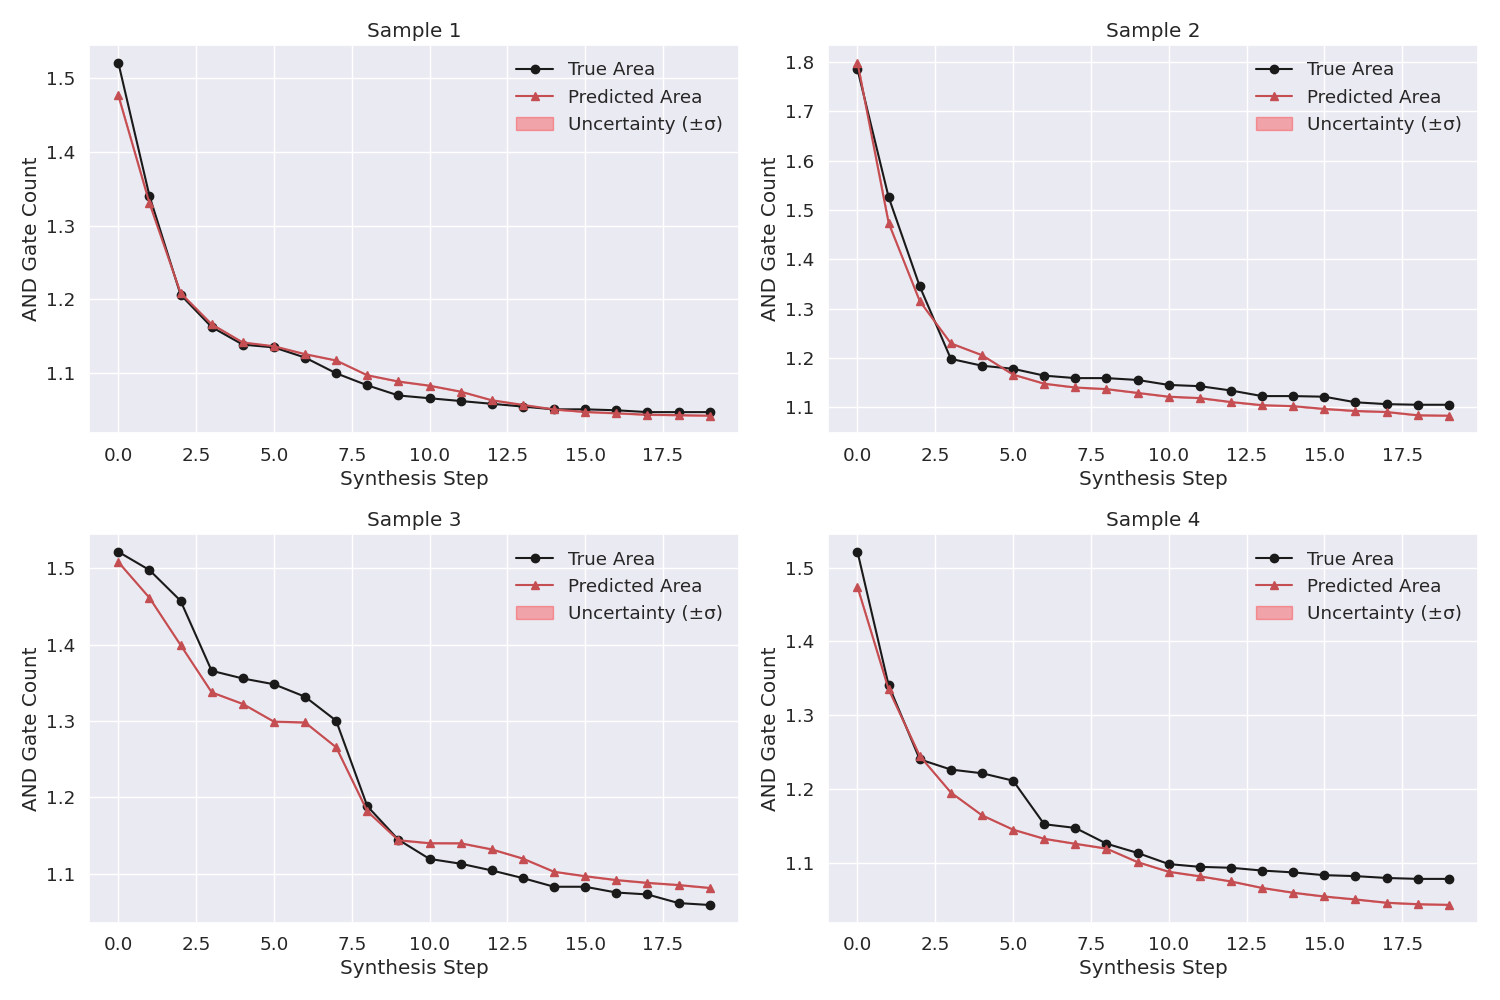 Sample 1
True Area
Predicted Area
Uncertainty (±σ)
AND Gate Count
1.5
1.4
1.3
1.2
1.1
0.0 2.5 5.0 7.5 10.0 12.5 15.0 17.5
Synthesis Step
Sample 2
True Area
Predicted Area
Uncertainty (±σ)
AND Gate Count
1.8
1.7
1.6
1.5
1.4
1.3
1.2
1.1
0.0 2.5 5.0 7.5 10.0 12.5 15.0 17.5
Synthesis Step
Sample 3
True Area
Predicted Area
Uncertainty (±σ)
AND Gate Count
1.5
1.4
1.3
1.2
1.1
0.0 2.5 5.0 7.5 10.0 12.5 15.0 17.5
Synthesis Step
Sample 4
True Area
Predicted Area
Uncertainty (±σ)
AND Gate Count
1.5
1.4
1.3
1.2
1.1
0.0 2.5 5.0 7.5 10.0 12.5 15.0 17.5
Synthesis Step